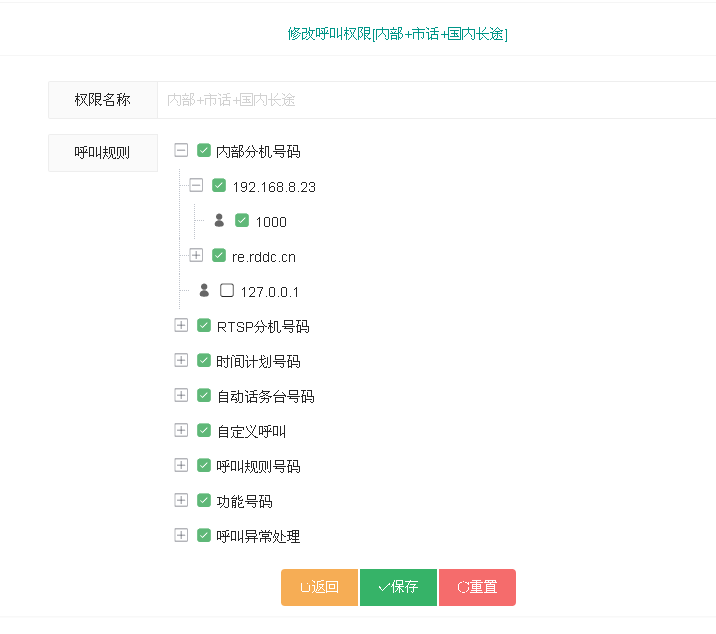 修改呼叫权限[内部+市话+国内长途]
权限名称
内部+市话+国内长途
呼叫规则
内部分机号码
192.168.8.23
1000
re.rddc.cn
127.0.0.1
RTSP分机号码
时间计划号码
自动话务台号码
自定义呼叫
呼叫规则号码
功能号码
呼叫异常处理
返回 保存 重置